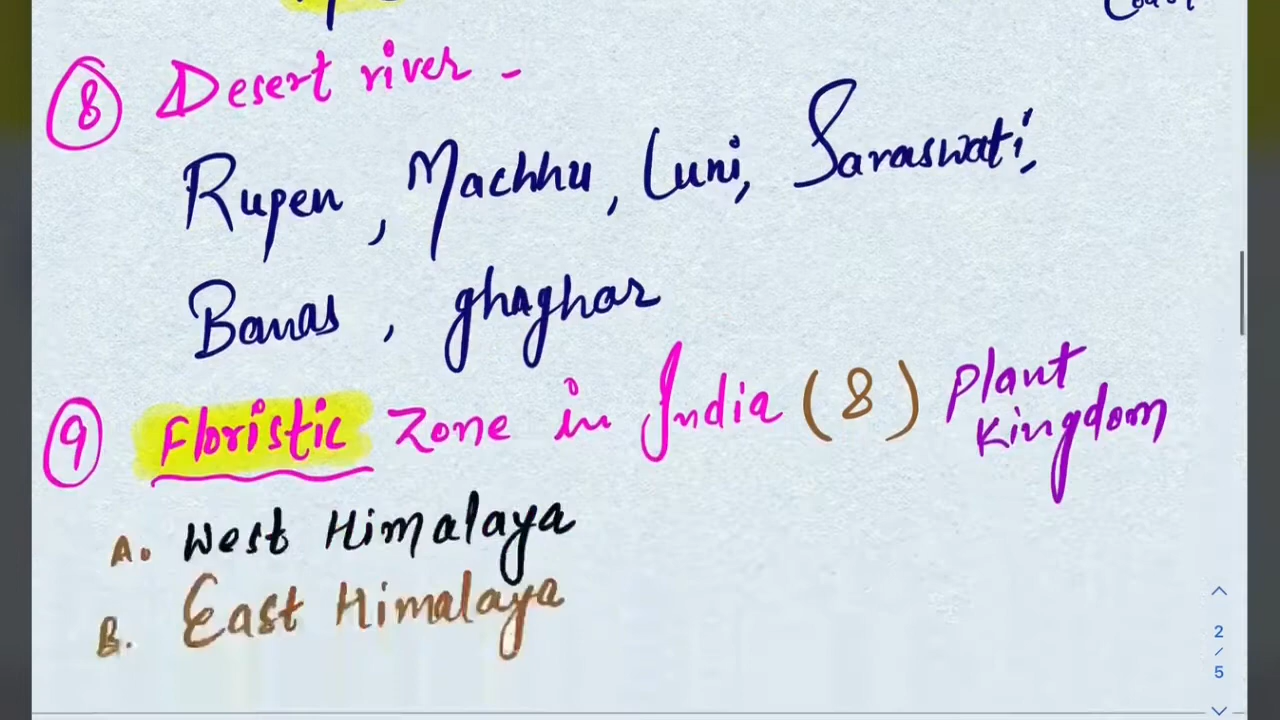 8 Desert river -
Rupen, Machhu, Luni, Saraswati,
Banas, ghaghar
9 Floristic Zone in India (8) Plant Kingdom
A. West Himalaya
B. East Himalaya
2
/
5